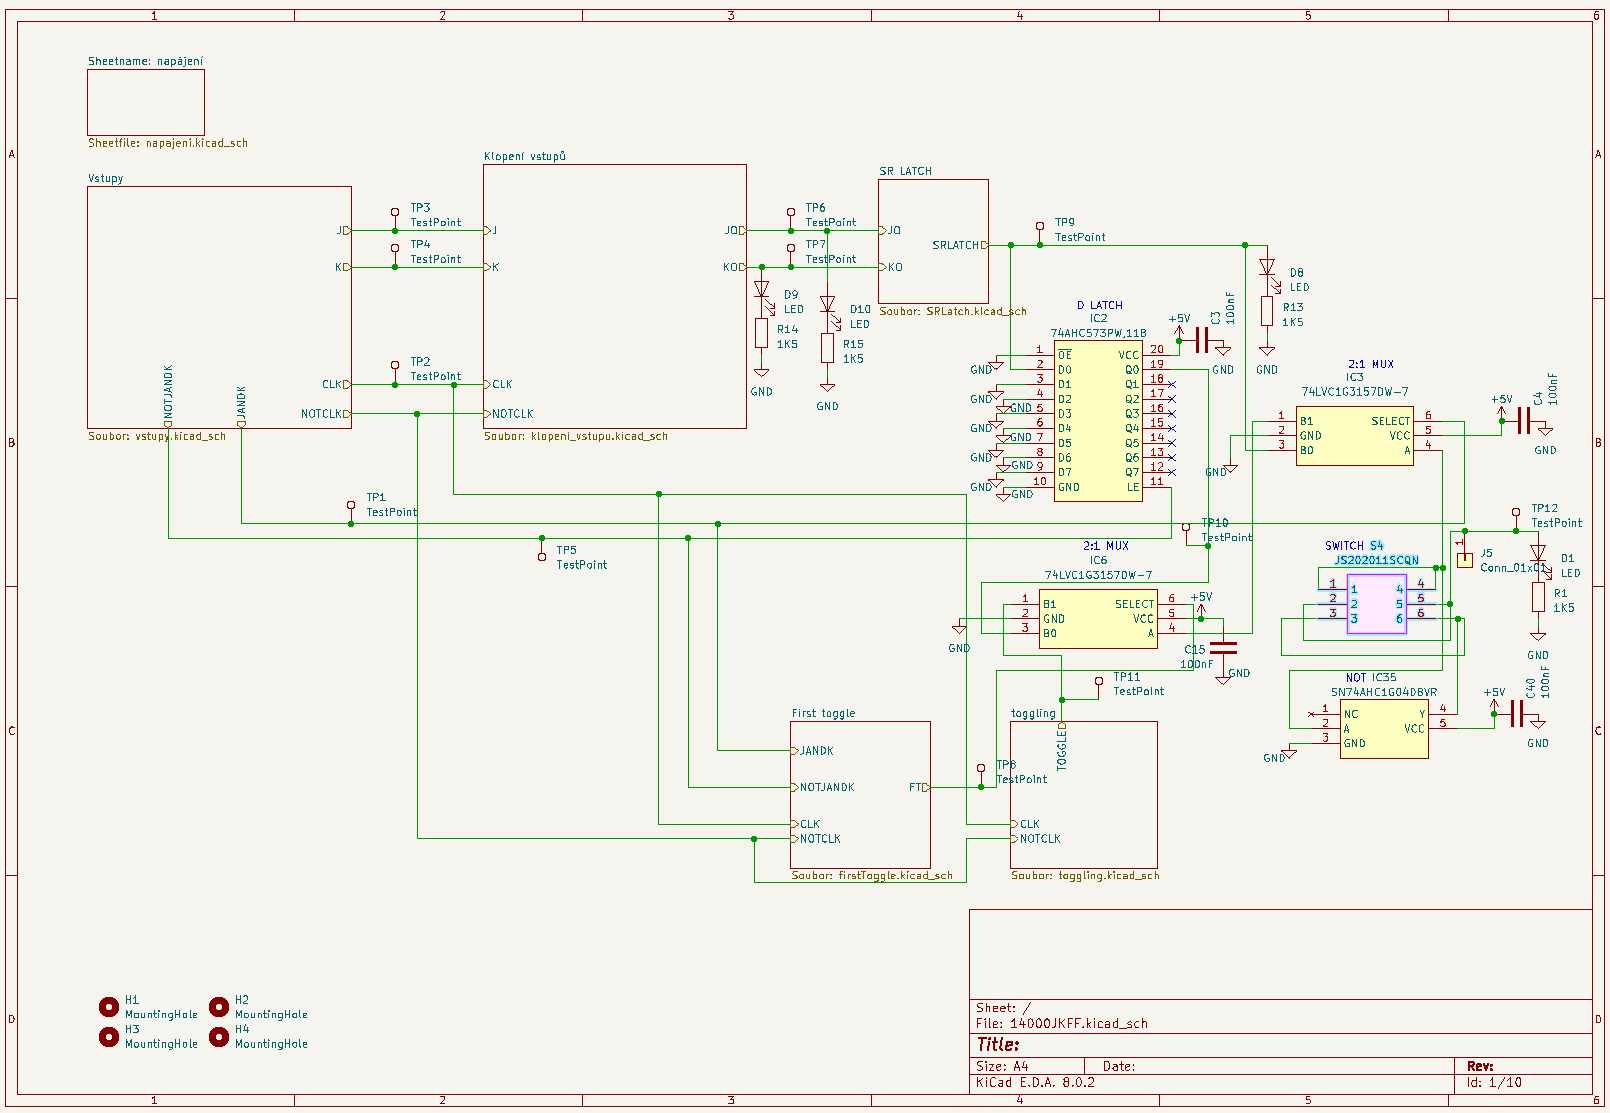 1 2 3 4 5 6
A A
B B
C C
D D
Sheetname: napájení
Sheetfile: napajeni.kicad_sch
Vstupy
J
K
CLK
NOTCLK
NOTJANDK
JANDK
Soubor: vstupy.kicad_sch
TP3
TestPoint
TP4
TestPoint
TP2
TestPoint
Klopení vstupů
J
K
CLK
NOTCLK
JO
KO
Soubor: klopeni_vstupu.kicad_sch
TP6
TestPoint
TP7
TestPoint
D9
LED
R14
1K5
GND
D10
LED
R15
1K5
GND
SR LATCH
JO
KO
SRLATCH
Soubor: SRLatch.kicad_sch
TP9
TestPoint
D8
LED
R13
1K5
GND
D LATCH
IC2
74AHC573PW,118
1 OE VCC 20
2 D0 Q0 19
3 D1 Q1 18
4 D2 Q2 17
5 D3 Q3 16
6 D4 Q4 15
7 D5 Q5 14
8 D6 Q6 13
9 D7 Q7 12
10 GND LE 11
GND
GND
GND
GND
GND
GND
GND
GND
GND
+5V
C3
100nF
2:1 MUX
IC3
74LVC1G3157DW-7
1 B1 SELECT 6
2 GND VCC 5
3 B0 A 4
GND
+5V
C4
100nF
GND
TP1
TestPoint
TP5
TestPoint
TP10
TestPoint
2:1 MUX
IC6
74LVC1G3157DW-7
1 B1 SELECT 6
2 GND VCC 5
3 B0 A 4
GND
+5V
C15
100nF
GND
TP11
TestPoint
SWITCH S4
JS202011SCQN
1 1 4 4
2 2 5 5
3 3 6 6
1
J5
Conn_01x01
TP12
TestPoint
D1
LED
R1
1K5
GND
NOT IC35
SN74AHC1G04DBVR
1 NC Y 4
2 A VCC 5
3 GND
GND
+5V
C40
100nF
GND
First toggle
JANDK
NOTJANDK
CLK
NOTCLK
FT
Soubor: firstToggle.kicad_sch
TP8
TestPoint
toggling
TOGGLED
CLK
NOTCLK
Soubor: toggling.kicad_sch
H1
MountingHole
H2
MountingHole
H3
MountingHole
H4
MountingHole
Sheet: /
File: 14000JKFF.kicad_sch
Title:
Size: A4 Date: Rev:
KiCad E.D.A. 8.0.2 Id: 1/10
1 2 3 4 5 6